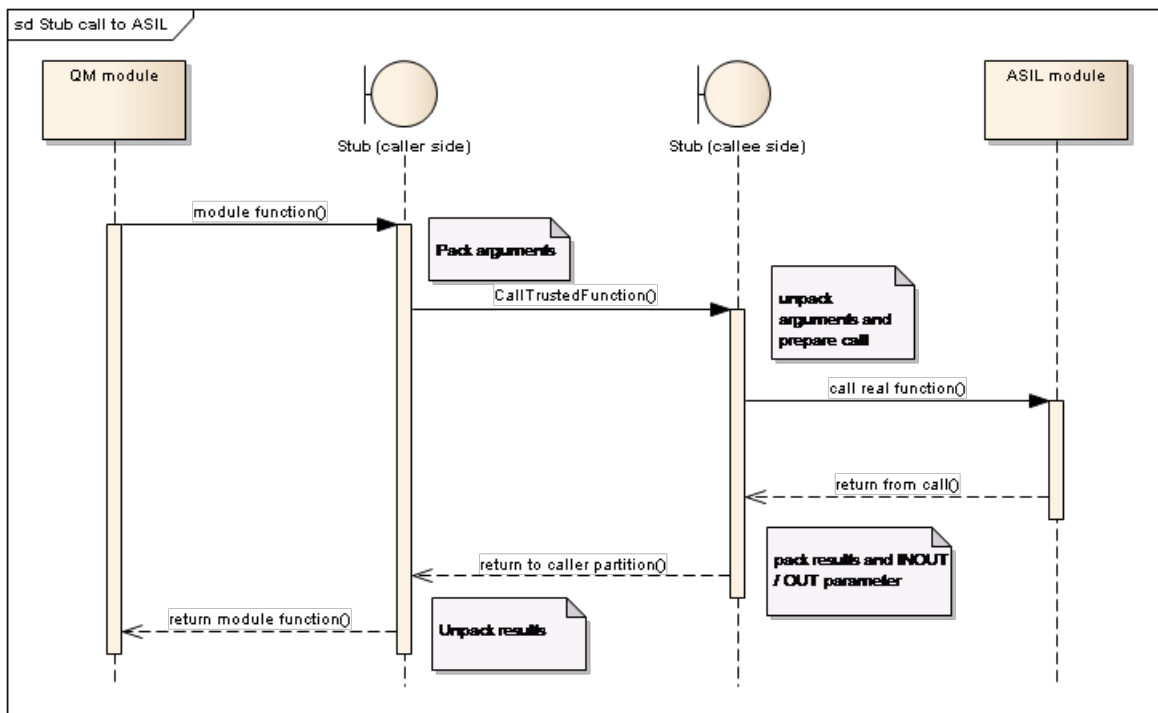 sd Stub call to ASIL
QM module
Stub (caller side)
Stub (callee side)
ASIL module
module function()
Pack arguments
CallTrustedFunction()
unpack
arguments and
prepare call
call real function()
return from call()
pack results and INOUT
/ OUT parameter
return to caller partition()
return module function()
Unpack results